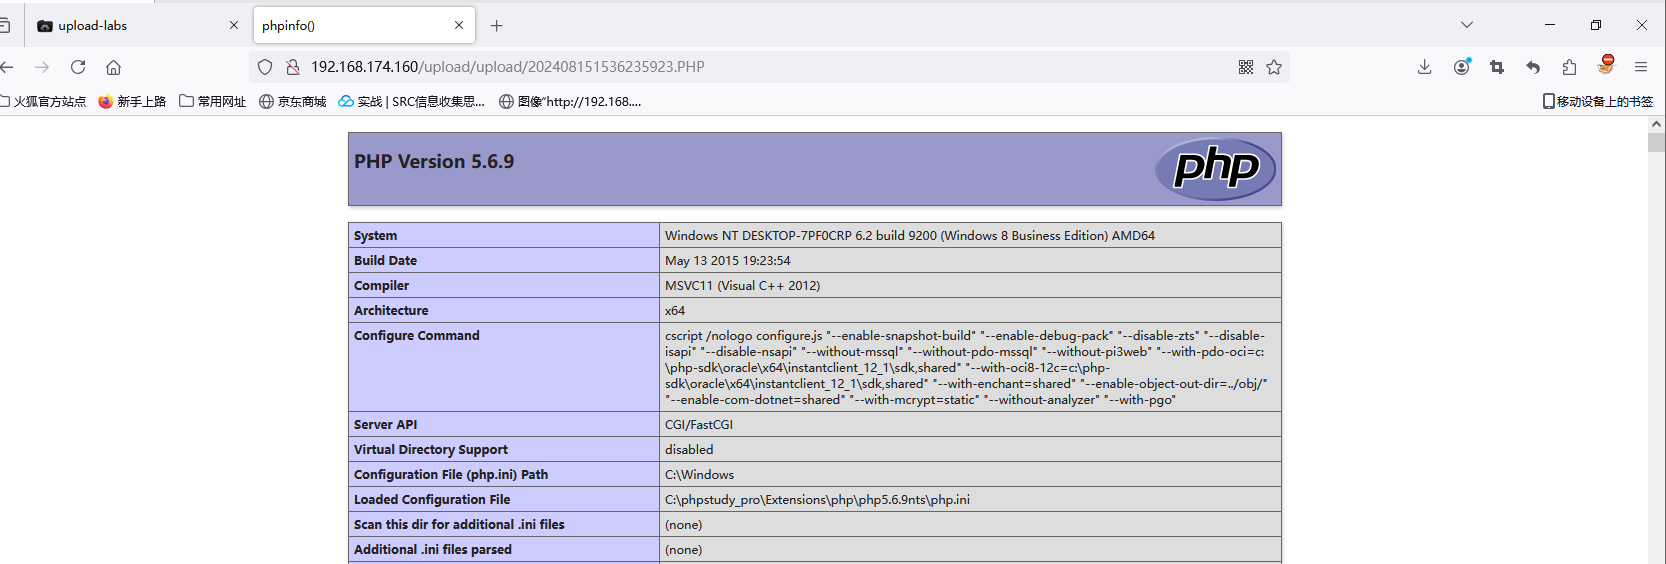 upload-labs
phpinfo()
192.168.174.160/upload/upload/202408151536235923.PHP
火狐官方站点 新手上路 常用网址 京东商城 实战 | SRC信息收集思... 图像“http://192.168.... 移动设备上的书签
PHP Version 5.6.9
php
System Windows NT DESKTOP-7PF0CRP 6.2 build 9200 (Windows 8 Business Edition) AMD64
Build Date May 13 2015 19:23:54
Compiler MSVC11 (Visual C++ 2012)
Architecture x64
Configure Command cscript /nologo configure.js "--enable-snapshot-build" "--enable-debug-pack" "--disable-zts" "--disable-
isapi" "--disable-nsapi" "--without-mssql" "--without-pdo-mssql" "--without-pi3web" "--with-pdo-oci=c:
\php-sdk\oracle\x64\instantclient_12_1\sdk,shared" "--with-oci8-12c=c:\php-
sdk\oracle\x64\instantclient_12_1\sdk,shared" "--with-enchant=shared" "--enable-object-out-dir=../obj/"
"--enable-com-dotnet=shared" "--with-mcrypt=static" "--without-analyzer" "--with-pgo"
Server API CGI/FastCGI
Virtual Directory Support disabled
Configuration File (php.ini) Path C:\Windows
Loaded Configuration File C:\phpstudy_pro\Extensions\php\php5.6.9nts\php.ini
Scan this dir for additional .ini files (none)
Additional .ini files parsed (none)